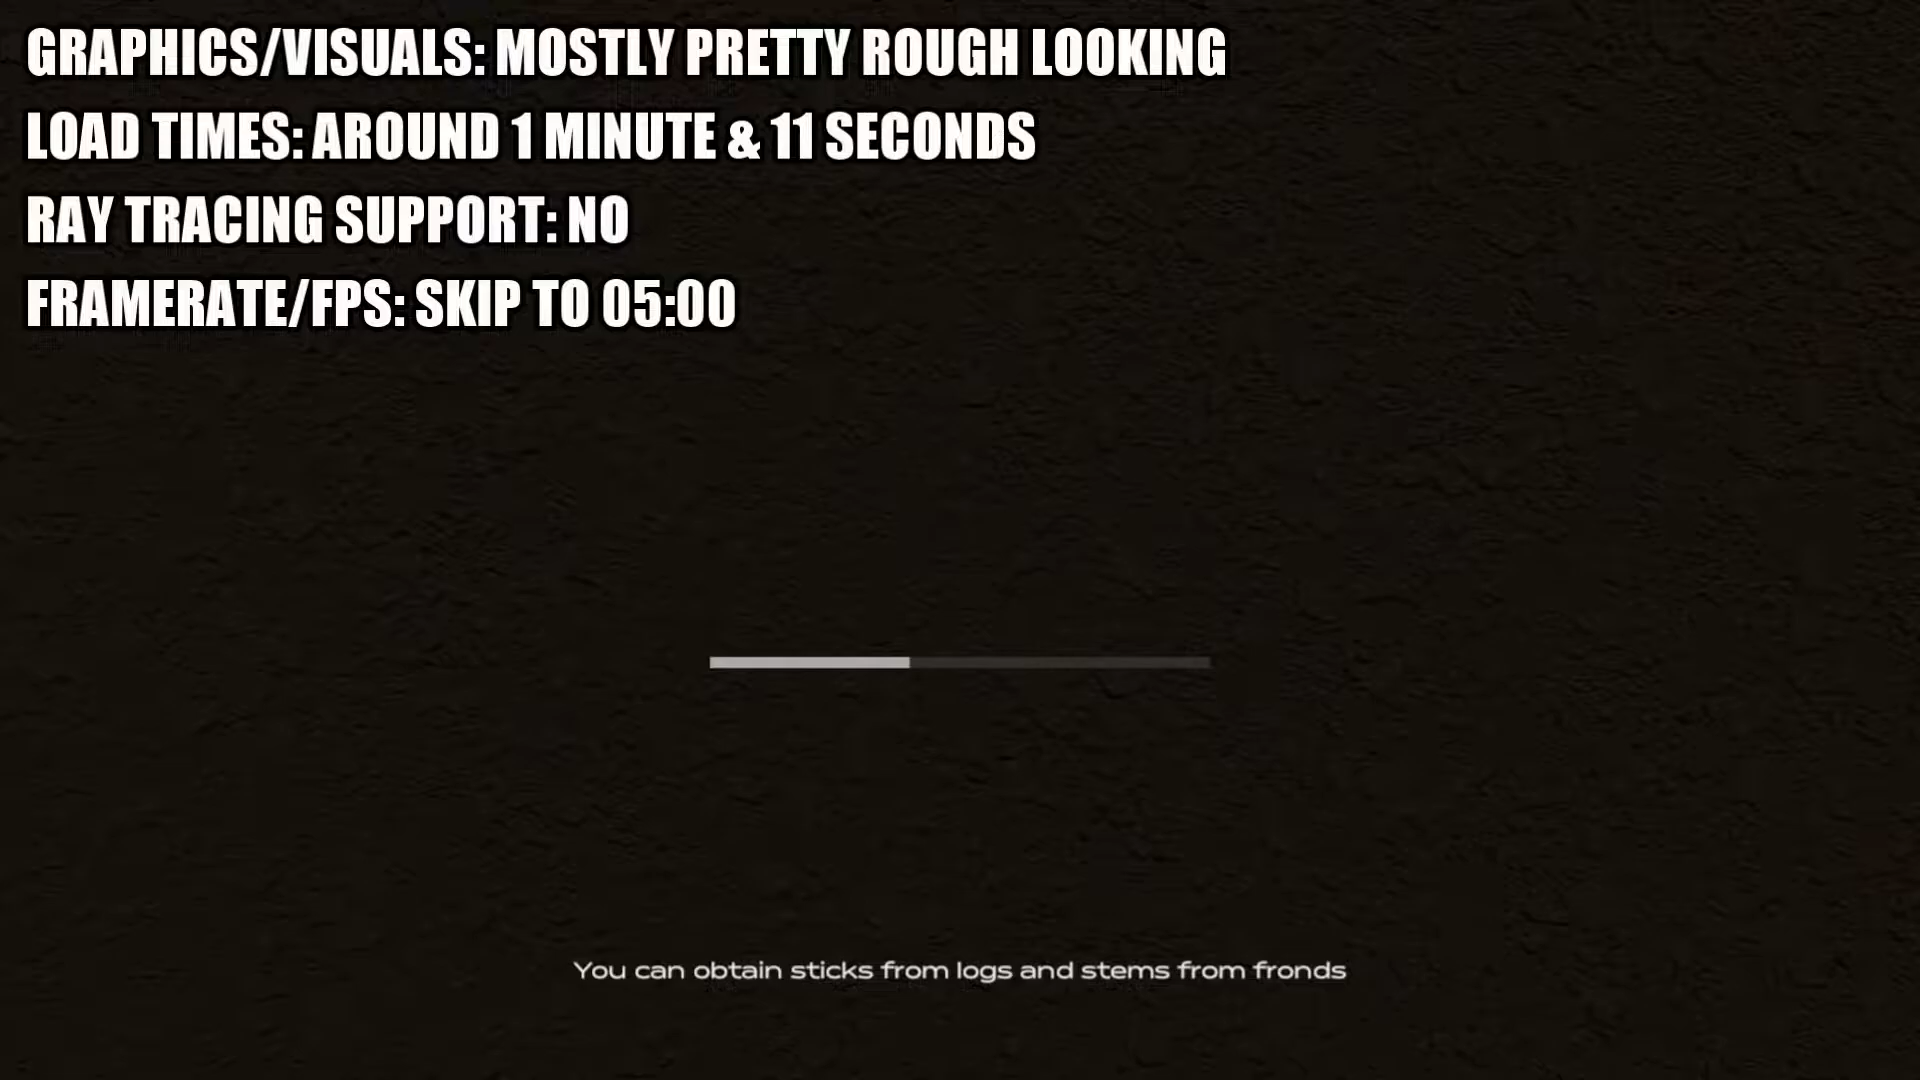 GRAPHICS/VISUALS: MOSTLY PRETTY ROUGH LOOKING
LOAD TIMES: AROUND 1 MINUTE & 11 SECONDS
RAY TRACING SUPPORT: NO
FRAMERATE/FPS: SKIP TO 05:00
You can obtain sticks from logs and stems from fronds